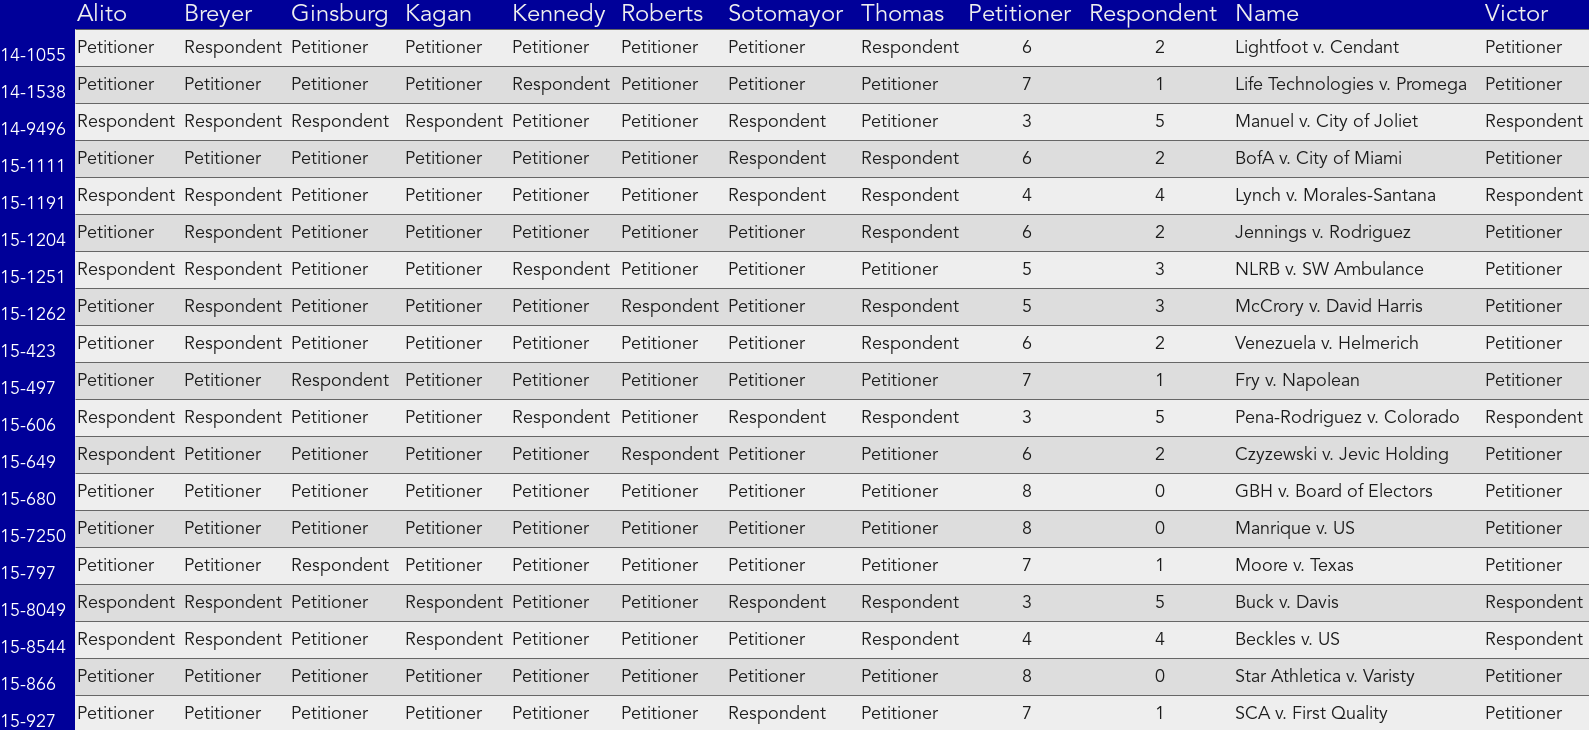 Alito Breyer Ginsburg Kagan Kennedy Roberts Sotomayor Thomas Petitioner Respondent Name Victor
14-1055 Petitioner Respondent Petitioner Petitioner Petitioner Petitioner Petitioner Respondent 6 2 Lightfoot v. Cendant Petitioner
14-1538 Petitioner Petitioner Petitioner Petitioner Respondent Petitioner Petitioner Petitioner 7 1 Life Technologies v. Promega Petitioner
14-9496 Respondent Respondent Respondent Respondent Petitioner Petitioner Respondent Petitioner 3 5 Manuel v. City of Joliet Respondent
15-1111 Petitioner Petitioner Petitioner Petitioner Petitioner Petitioner Respondent Respondent 6 2 BofA v. City of Miami Petitioner
15-1191 Respondent Respondent Petitioner Petitioner Petitioner Petitioner Respondent Respondent 4 4 Lynch v. Morales-Santana Respondent
15-1204 Petitioner Respondent Petitioner Petitioner Petitioner Petitioner Petitioner Respondent 6 2 Jennings v. Rodriguez Petitioner
15-1251 Respondent Respondent Petitioner Petitioner Respondent Petitioner Petitioner Petitioner 5 3 NLRB v. SW Ambulance Petitioner
15-1262 Petitioner Respondent Petitioner Petitioner Petitioner Respondent Petitioner Respondent 5 3 McCrory v. David Harris Petitioner
15-423 Petitioner Respondent Petitioner Petitioner Petitioner Petitioner Petitioner Respondent 6 2 Venezuela v. Helmerich Petitioner
15-497 Petitioner Petitioner Respondent Petitioner Petitioner Petitioner Petitioner Petitioner 7 1 Fry v. Napolean Petitioner
15-606 Respondent Respondent Petitioner Petitioner Respondent Petitioner Respondent Respondent 3 5 Pena-Rodriguez v. Colorado Respondent
15-649 Respondent Petitioner Petitioner Petitioner Petitioner Respondent Petitioner Petitioner 6 2 Czyzewski v. Jevic Holding Petitioner
15-680 Petitioner Petitioner Petitioner Petitioner Petitioner Petitioner Petitioner Petitioner 8 0 GBH v. Board of Electors Petitioner
15-7250 Petitioner Petitioner Petitioner Petitioner Petitioner Petitioner Petitioner Petitioner 8 0 Manrique v. US Petitioner
15-797 Petitioner Petitioner Respondent Petitioner Petitioner Petitioner Petitioner Petitioner 7 1 Moore v. Texas Petitioner
15-8049 Respondent Respondent Petitioner Respondent Petitioner Petitioner Respondent Respondent 3 5 Buck v. Davis Respondent
15-8544 Respondent Respondent Petitioner Respondent Petitioner Petitioner Petitioner Respondent 4 4 Beckles v. US Respondent
15-866 Petitioner Petitioner Petitioner Petitioner Petitioner Petitioner Petitioner Petitioner 8 0 Star Athletica v. Varisty Petitioner
15-927 Petitioner Petitioner Petitioner Petitioner Petitioner Petitioner Respondent Petitioner 7 1 SCA v. First Quality Petitioner